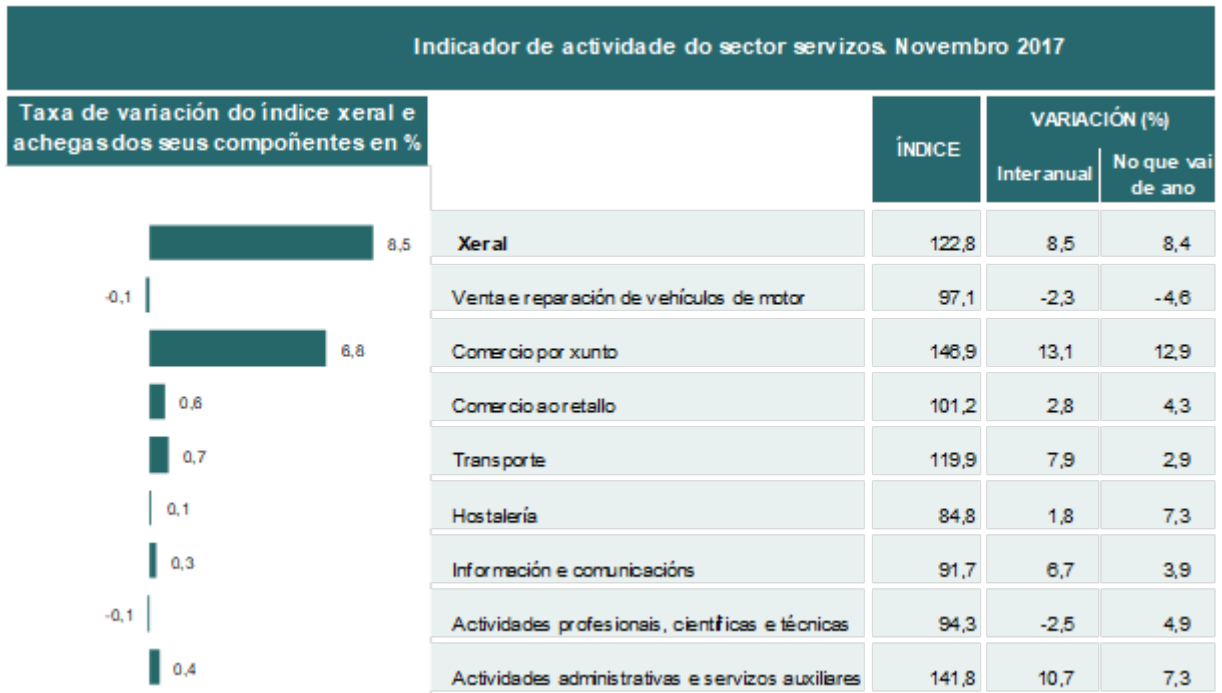 Indicador de actividade do sector servizos. Novembro 2017
Taxa de variación do índice xeral e
achegas dos seus compoñentes en %
ÍNDICE
VARIACIÓN (%)
Interanual
No que vai
de ano
8,5 Xeral 122,8 8,5 8,4
-0,1 Venta e reparación de vehículos de motor 97,1 -2,3 -4,6
6,8 Comercio por xunto 146,9 13,1 12,9
0,6 Comercio ao retallo 101,2 2,8 4,3
0,7 Transporte 119,9 7,9 2,9
0,1 Hostalería 84,8 1,8 7,3
0,3 Información e comunicacións 91,7 6,7 3,9
-0,1 Actividades profesionais, científicas e técnicas 94,3 -2,5 4,9
0,4 Actividades administrativas e servizos auxiliares 141,8 10,7 7,3